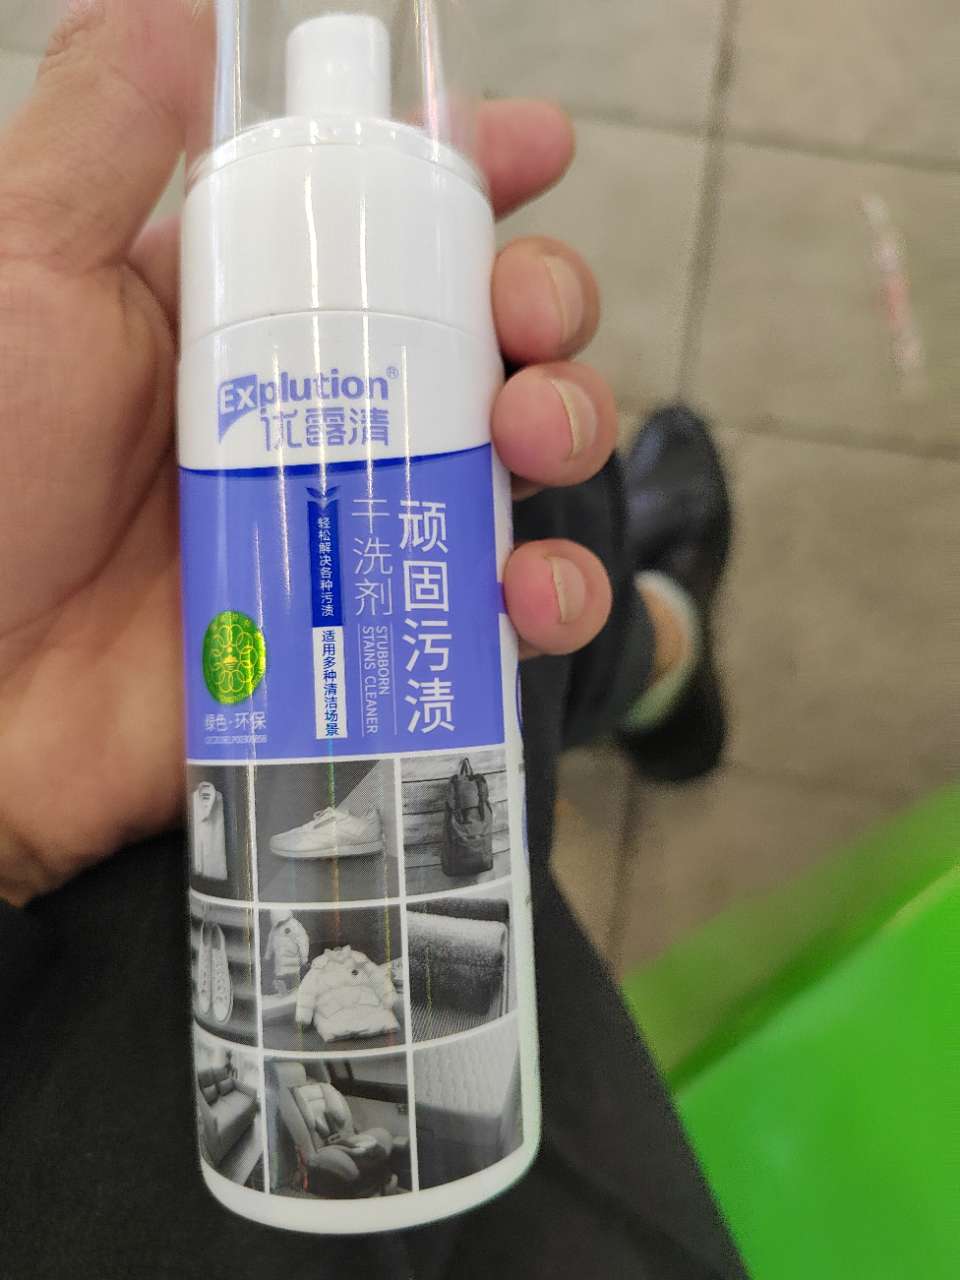 Explution®
优露清
顽固污渍
干洗剂
STUBBORN
STAINS CLEANER
轻松解决各种污渍
适用多种清洁场景
绿色·环保